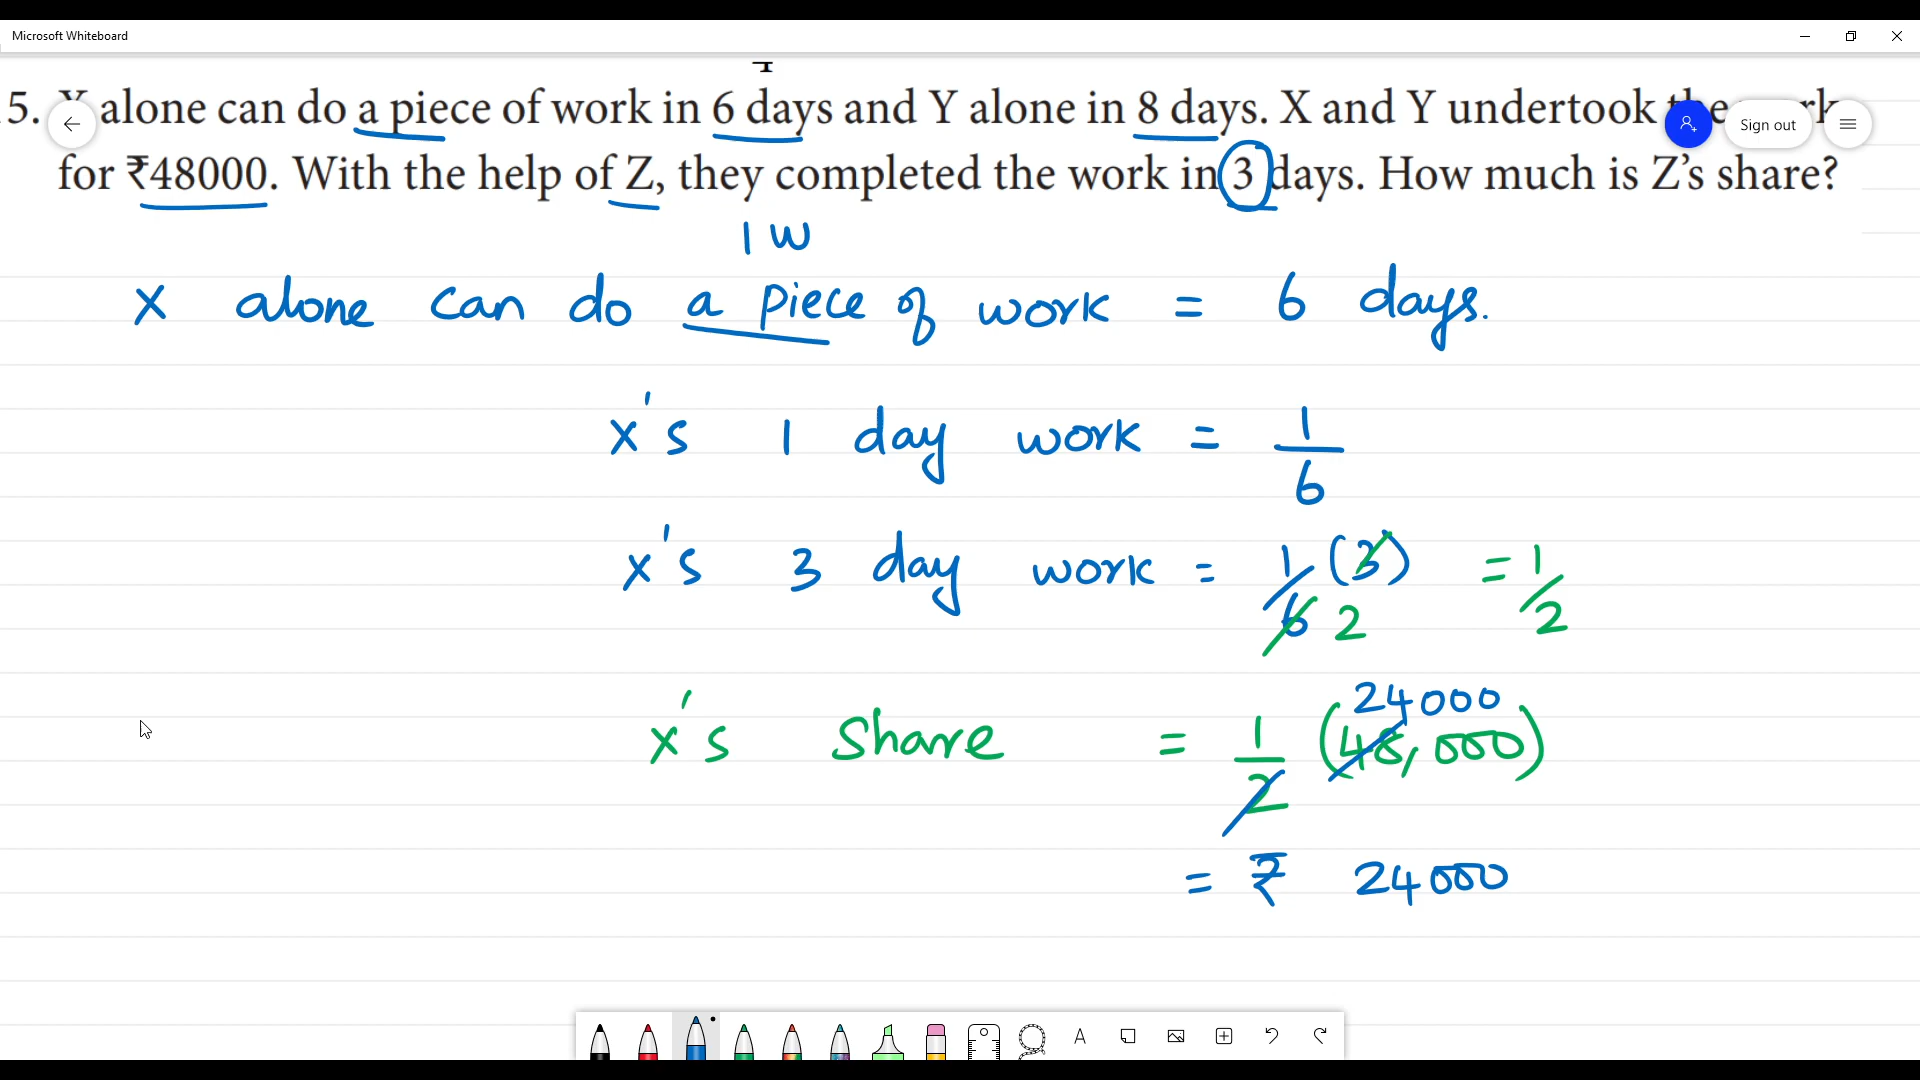 Microsoft Whiteboard
5. X alone can do a piece of work in 6 days and Y alone in 8 days. X and Y undertook the work
Sign out
for ₹48000. With the help of Z, they completed the work in 3 days. How much is Z’s share?
1 W
X alone can do a piece of work = 6 days.
X's 1 day work = 1/6
X's 3 day work = 1/6 (3) = 1/2
2
24000
X's Share = 1/2 (48,000)
= ₹ 24000